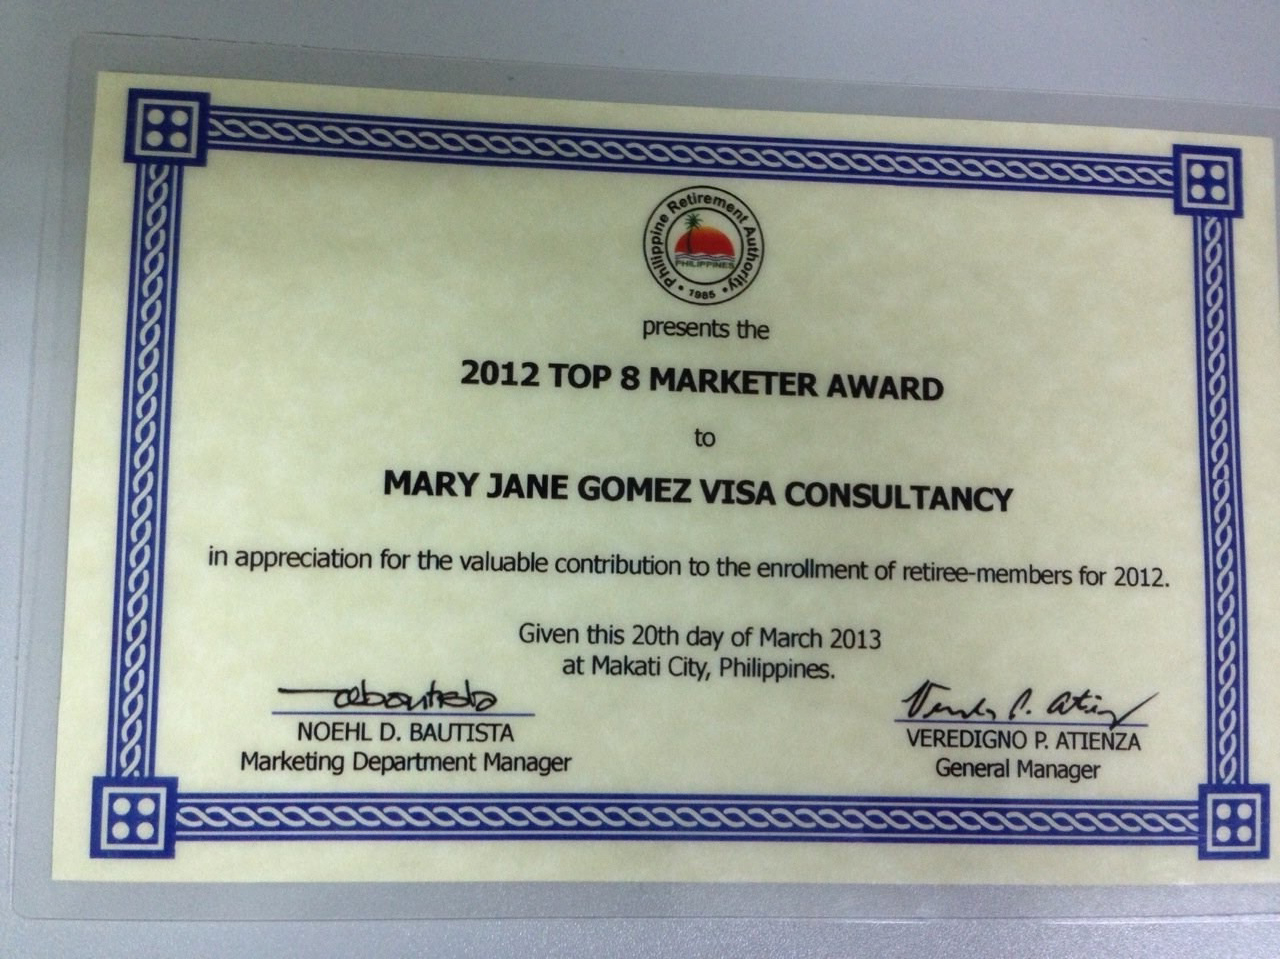 Philippine Retirement Authority
PHILIPPINES
• 1985 •
presents the
2012 TOP 8 MARKETER AWARD
to
MARY JANE GOMEZ VISA CONSULTANCY
in appreciation for the valuable contribution to the enrollment of retiree-members for 2012.
Given this 20th day of March 2013
at Makati City, Philippines.
NOEHL D. BAUTISTA
Marketing Department Manager
VEREDIGNO P. ATIENZA
General Manager